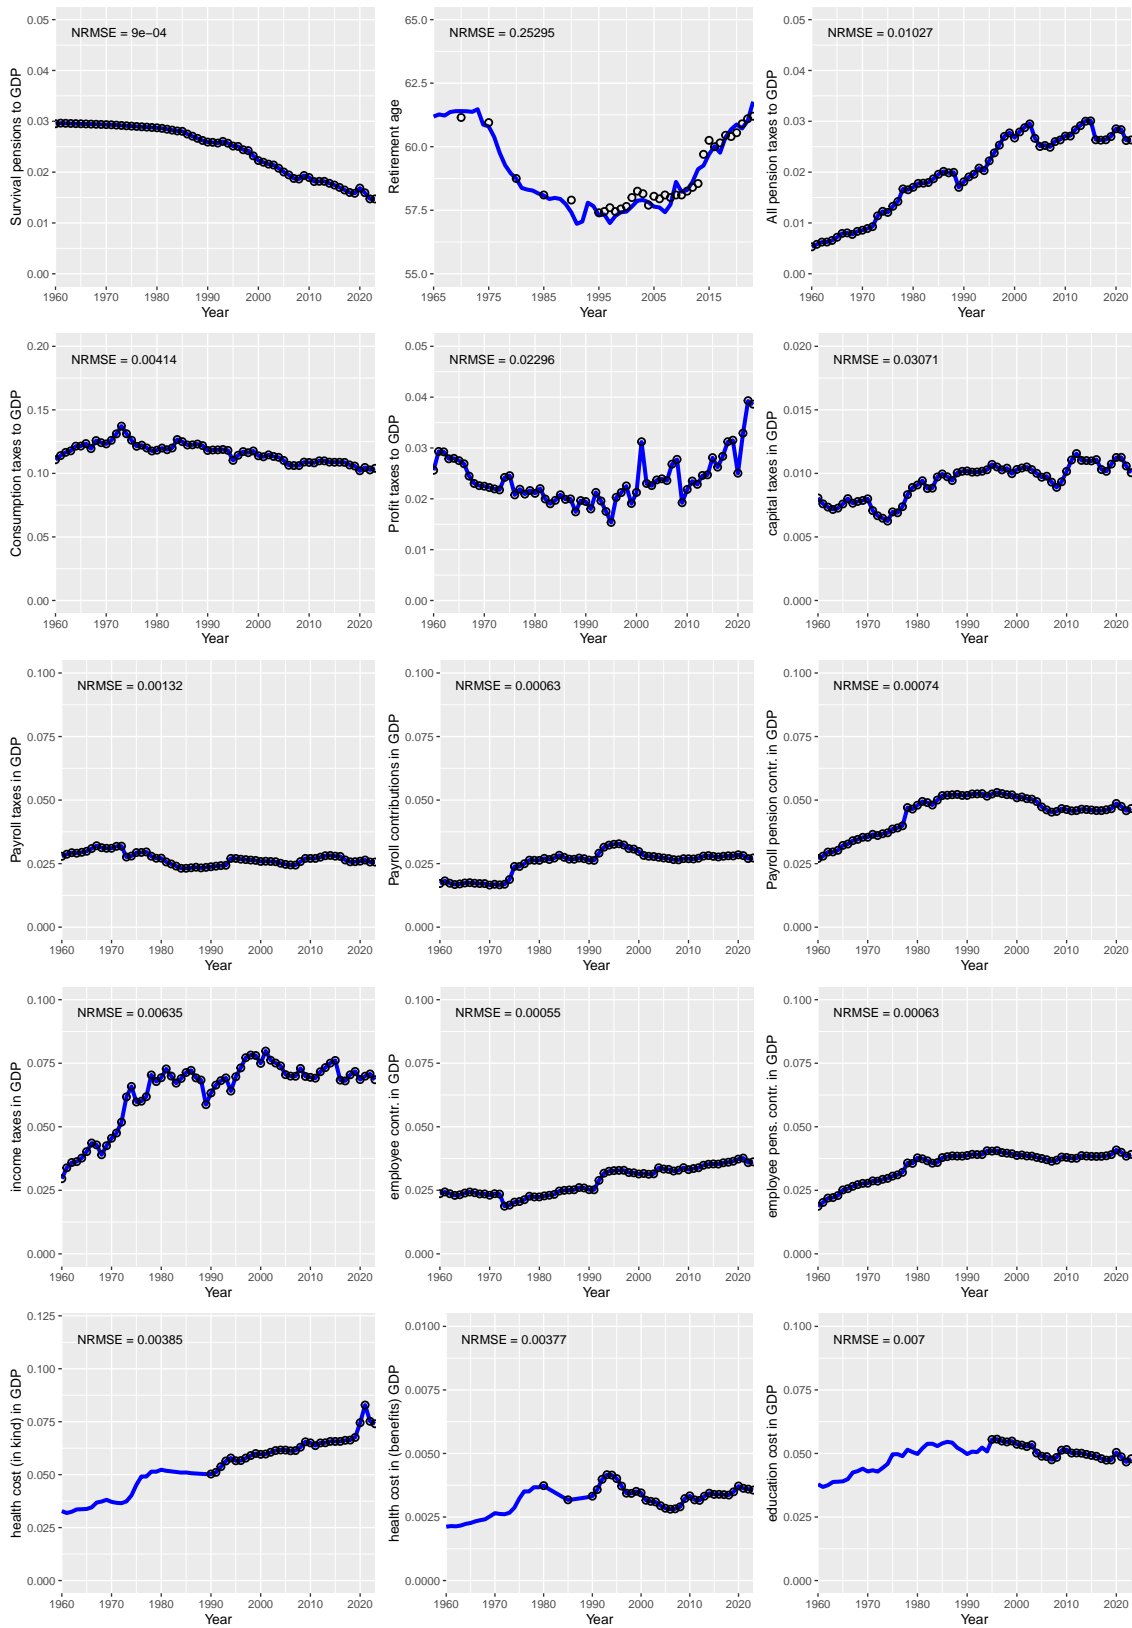 NRMSE = 9e−04
Survival pensions to GDP
0.05
0.04
0.03
0.02
0.01
0.00
1960 1970 1980 1990 2000 2010 2020
Year
NRMSE = 0.25295
Retirement age
65.0
62.5
60.0
57.5
55.0
1965 1975 1985 1995 2005 2015
Year
NRMSE = 0.01027
All pension taxes to GDP
0.05
0.04
0.03
0.02
0.01
0.00
1960 1970 1980 1990 2000 2010 2020
Year
NRMSE = 0.00414
Consumption taxes to GDP
0.20
0.15
0.10
0.05
0.00
1960 1970 1980 1990 2000 2010 2020
Year
NRMSE = 0.02296
Profit taxes to GDP
0.05
0.04
0.03
0.02
0.01
0.00
1960 1970 1980 1990 2000 2010 2020
Year
NRMSE = 0.03071
capital taxes in GDP
0.020
0.015
0.010
0.005
0.000
1960 1970 1980 1990 2000 2010 2020
Year
NRMSE = 0.00132
Payroll taxes in GDP
0.100
0.075
0.050
0.025
0.000
1960 1970 1980 1990 2000 2010 2020
Year
NRMSE = 0.00063
Payroll contributions in GDP
0.100
0.075
0.050
0.025
0.000
1960 1970 1980 1990 2000 2010 2020
Year
NRMSE = 0.00074
Payroll pension contr. in GDP
0.100
0.075
0.050
0.025
0.000
1960 1970 1980 1990 2000 2010 2020
Year
NRMSE = 0.00635
income taxes in GDP
0.100
0.075
0.050
0.025
0.000
1960 1970 1980 1990 2000 2010 2020
Year
NRMSE = 0.00055
employee contr. in GDP
0.100
0.075
0.050
0.025
0.000
1960 1970 1980 1990 2000 2010 2020
Year
NRMSE = 0.00063
employee pens. contr. in GDP
0.100
0.075
0.050
0.025
0.000
1960 1970 1980 1990 2000 2010 2020
Year
NRMSE = 0.00385
health cost (in kind) in GDP
0.125
0.100
0.075
0.050
0.025
0.000
1960 1970 1980 1990 2000 2010 2020
Year
NRMSE = 0.00377
health cost in (benefits) GDP
0.0100
0.0075
0.0050
0.0025
0.0000
1960 1970 1980 1990 2000 2010 2020
Year
NRMSE = 0.007
education cost in GDP
0.100
0.075
0.050
0.025
0.000
1960 1970 1980 1990 2000 2010 2020
Year